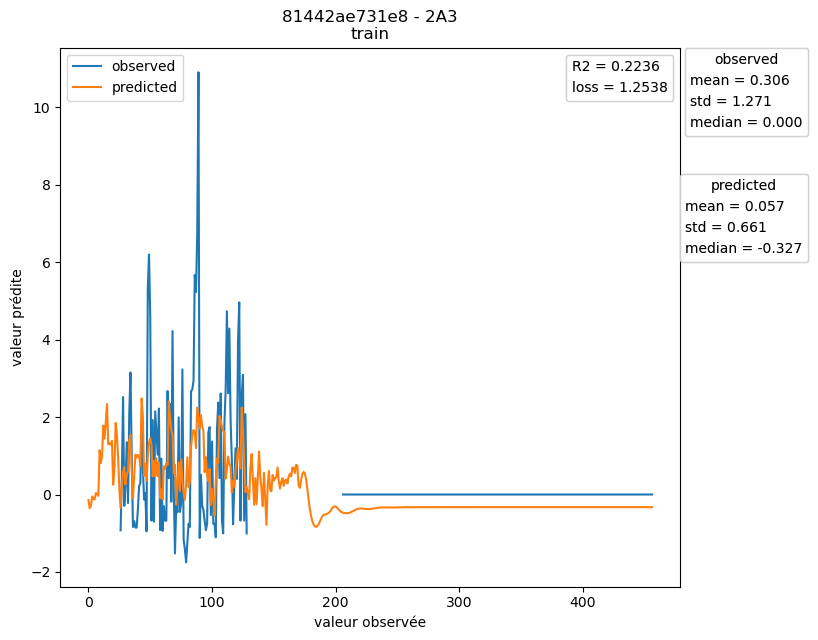 81442ae731e8 - 2A3
train
observed
predicted
R2 = 0.2236
loss = 1.2538
observed
mean = 0.306
std = 1.271
median = 0.000
predicted
mean = 0.057
std = 0.661
median = -0.327
valeur prédite
10
8
6
4
2
0
−2
0
100
200
300
400
valeur observée